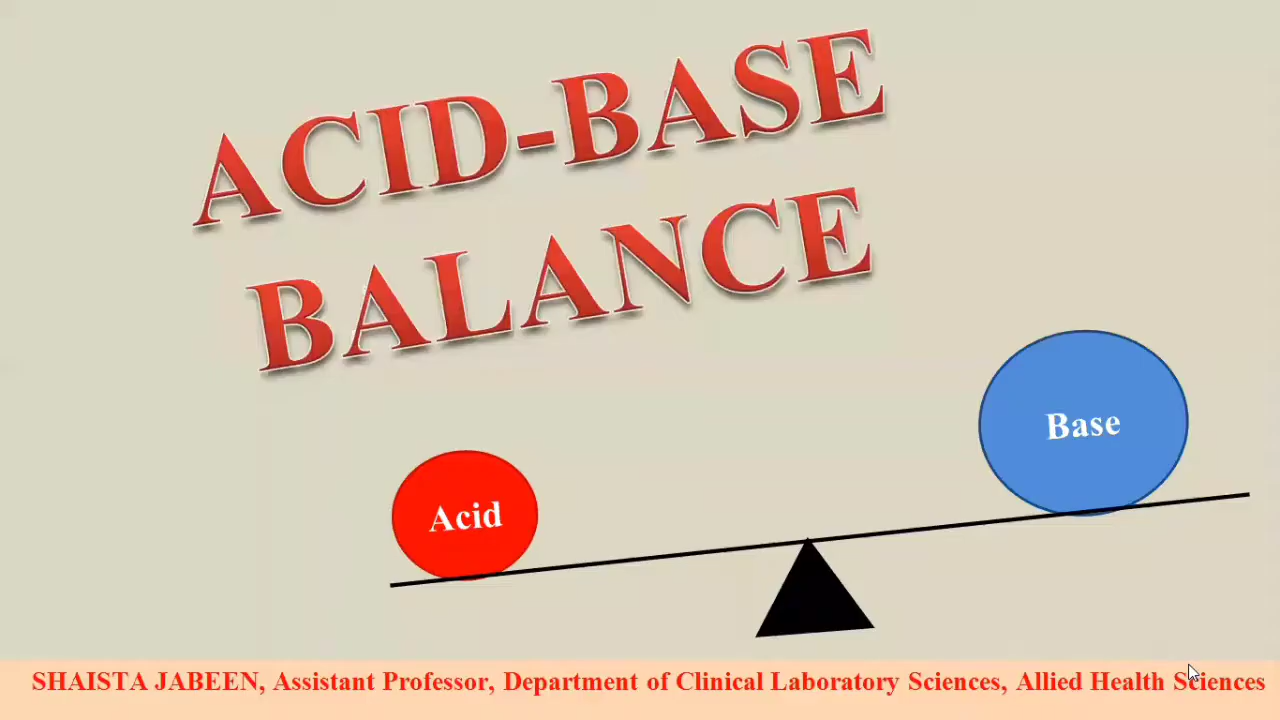 ACID-BASE
BALANCE
Base
Acid
SHAISTA JABEEN, Assistant Professor, Department of Clinical Laboratory Sciences, Allied Health Sciences